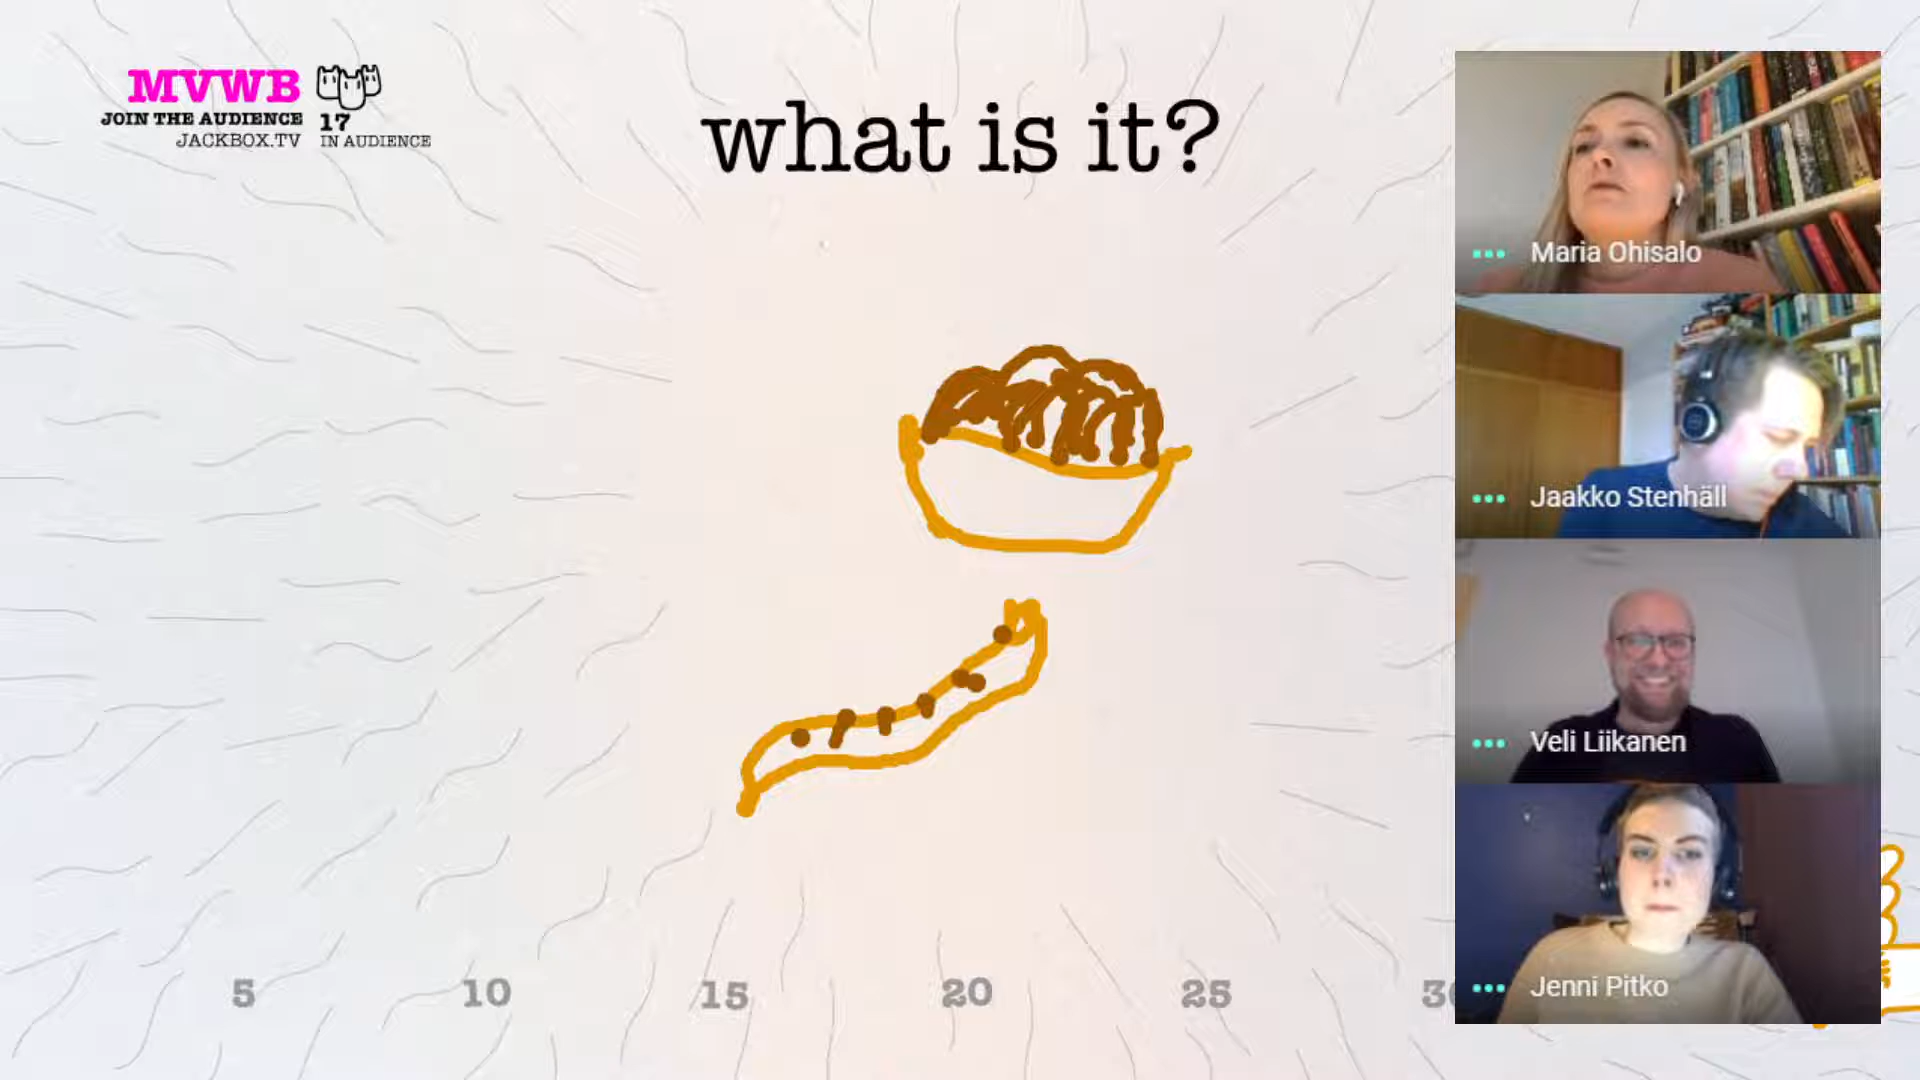 MVWB
JOIN THE AUDIENCE
JACKBOX.TV
17
IN AUDIENCE
what is it?
Maria Ohisalo
Jaakko Stenhäll
Veli Liikanen
Jenni Pitko
5 10 15 20 25